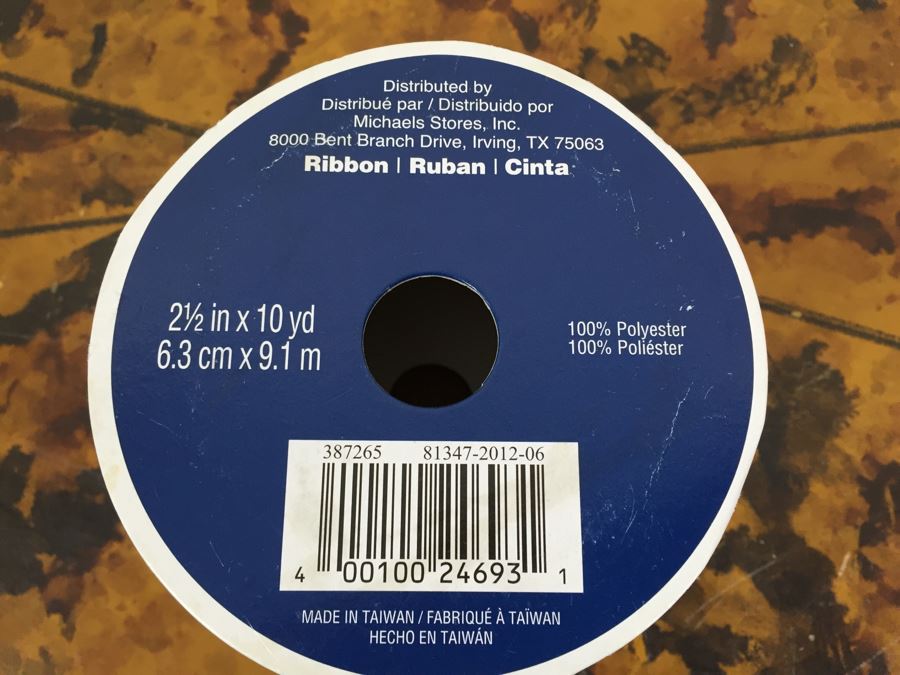 Distributed by
Distribué par / Distribuido por
Michaels Stores, Inc.
8000 Bent Branch Drive, Irving, TX 75063
Ribbon | Ruban | Cinta
2½ in x 10 yd
6.3 cm x 9.1 m
100% Polyester
100% Poliéster
387265 81347-2012-06
4 00100 24693 1
MADE IN TAIWAN / FABRIQUÉ À TAÏWAN
HECHO EN TAIWÁN